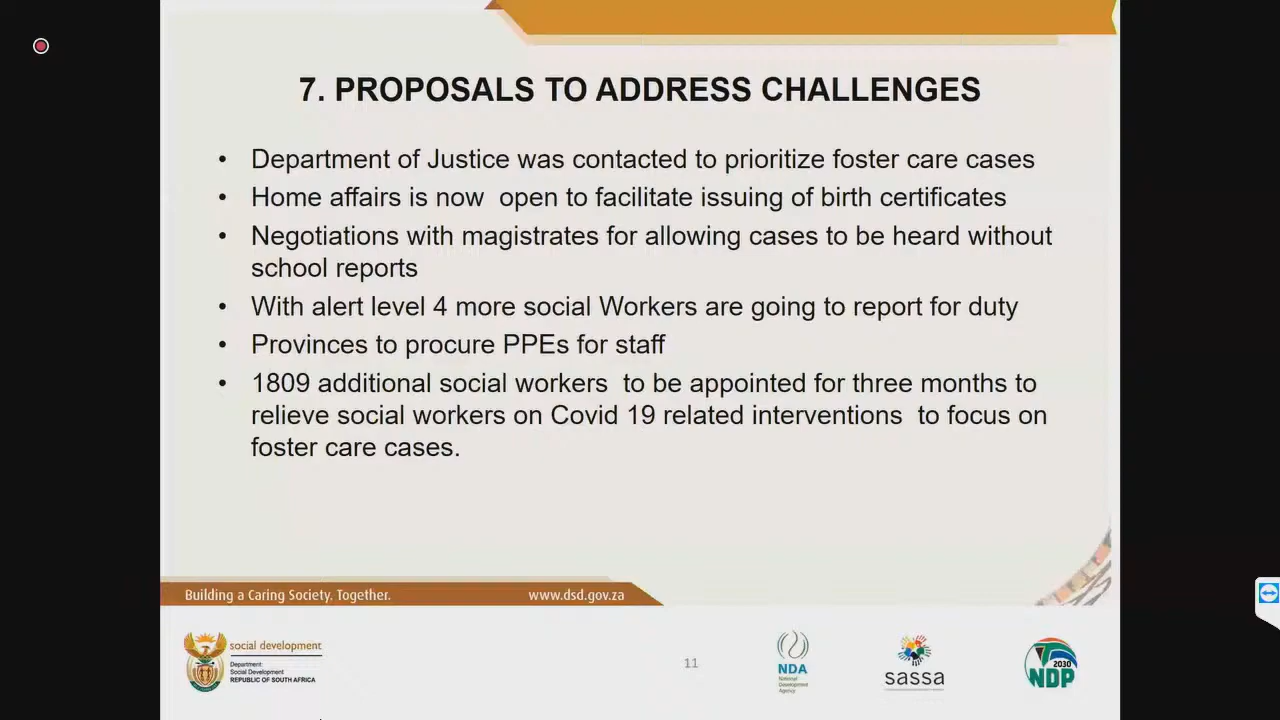 7. PROPOSALS TO ADDRESS CHALLENGES
• Department of Justice was contacted to prioritize foster care cases
• Home affairs is now  open to facilitate issuing of birth certificates
• Negotiations with magistrates for allowing cases to be heard without
school reports
• With alert level 4 more social Workers are going to report for duty
• Provinces to procure PPEs for staff
• 1809 additional social workers  to be appointed for three months to
relieve social workers on Covid 19 related interventions  to focus on
foster care cases.
Building a Caring Society. Together.
www.dsd.gov.za
social development
Department:
Social Development
REPUBLIC OF SOUTH AFRICA
11
NDA
National
Development
Agency
sassa
2030
NDP